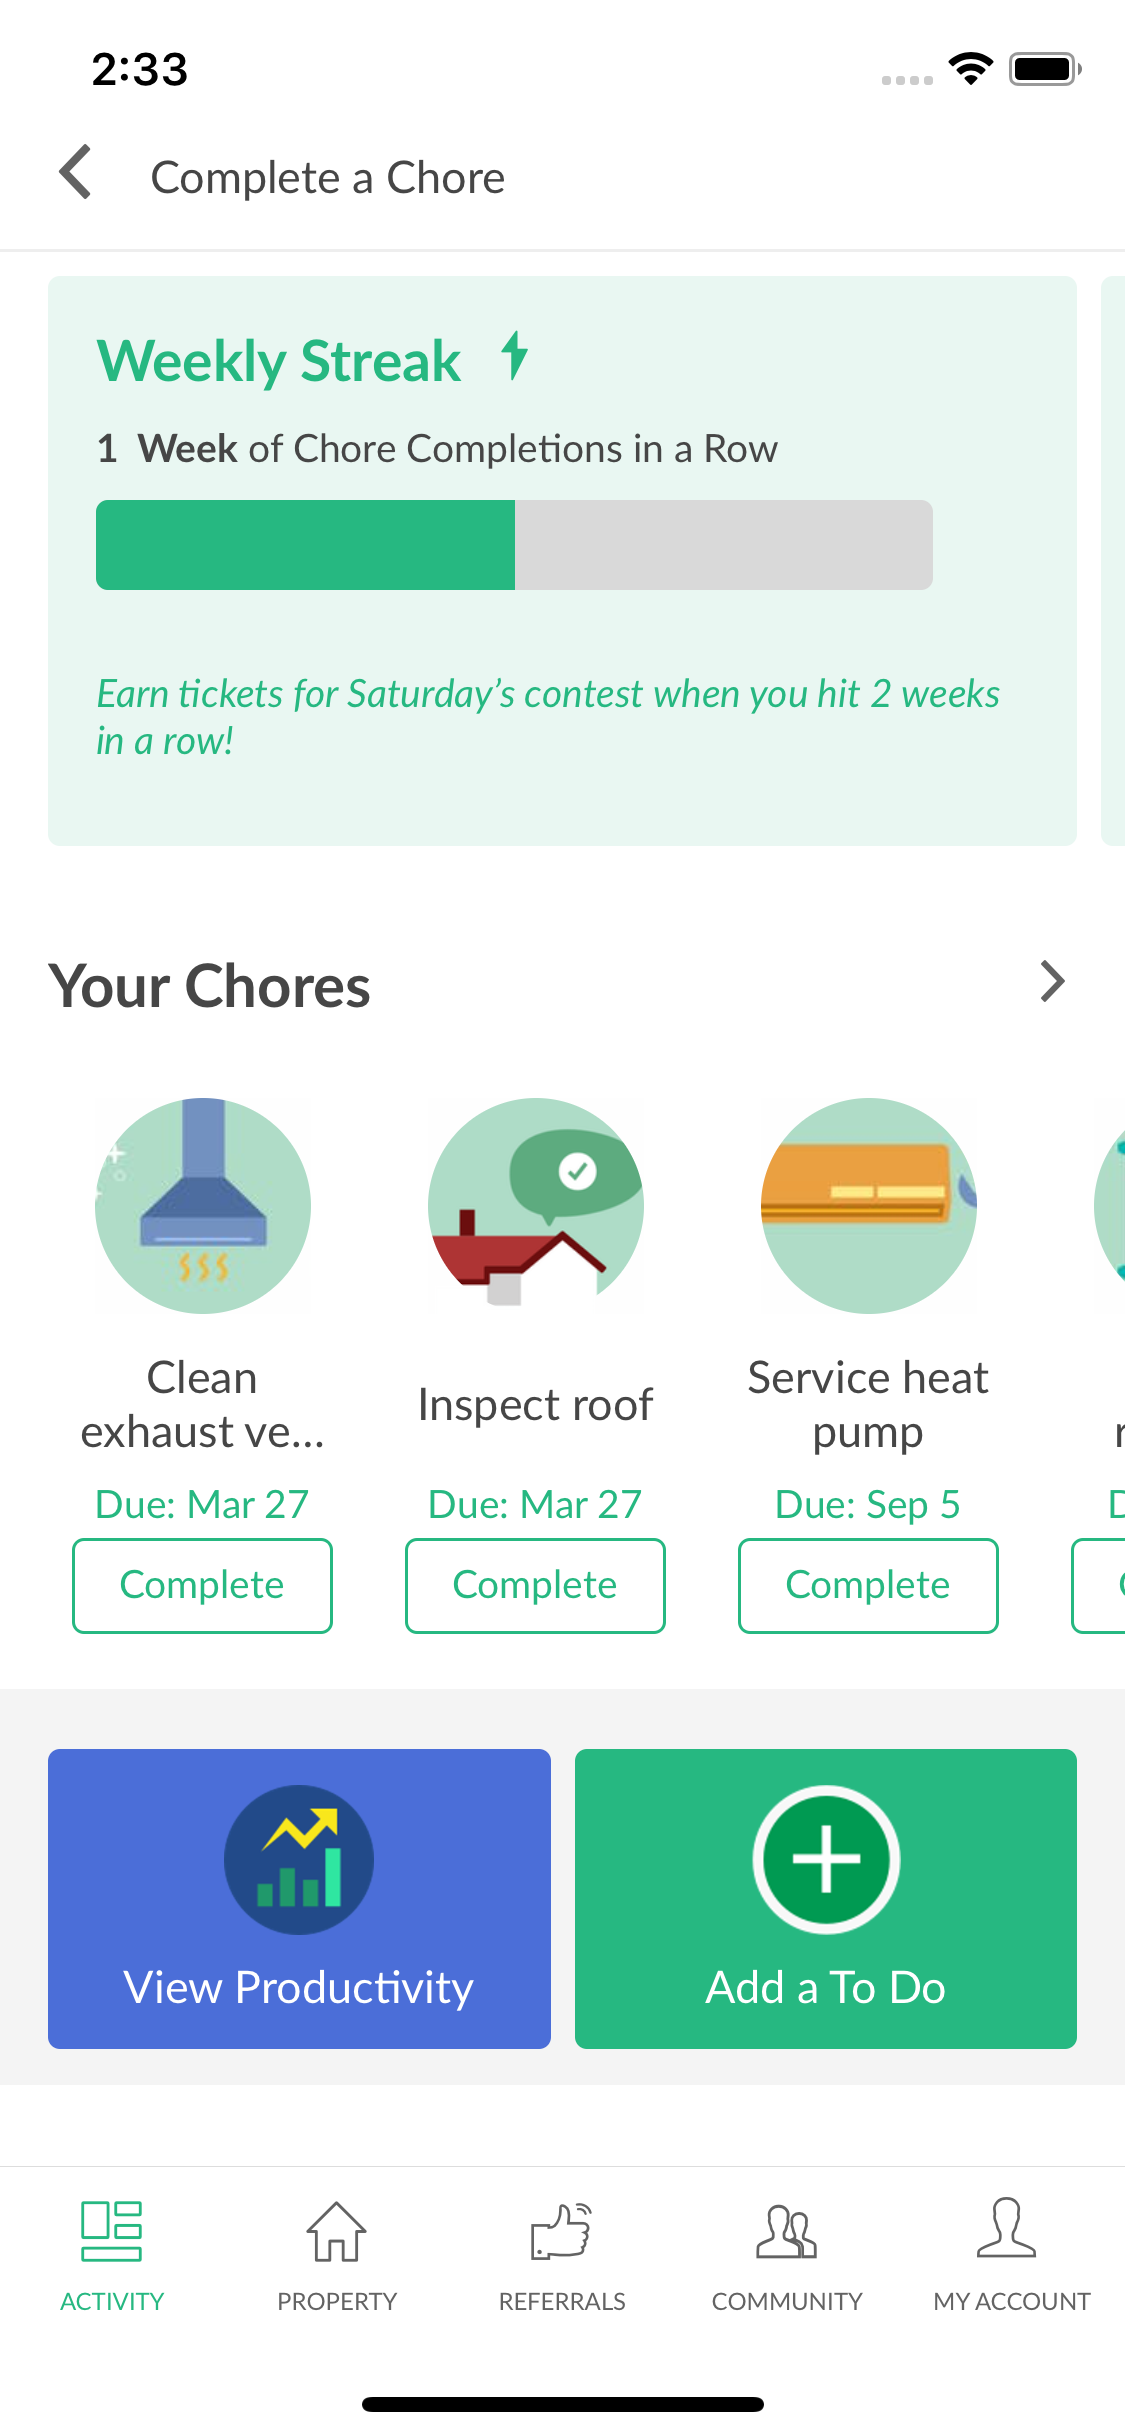 2:33
Complete a Chore
Weekly Streak
1 Week of Chore Completions in a Row
Earn tickets for Saturday's contest when you hit 2 weeks
in a row!
Your Chores
Clean
exhaust ve...
Due: Mar 27
Complete
Inspect roof
Due: Mar 27
Complete
Service heat
pump
Due: Sep 5
Complete
View Productivity
Add a To Do
ACTIVITY
PROPERTY
REFERRALS
COMMUNITY
MY ACCOUNT